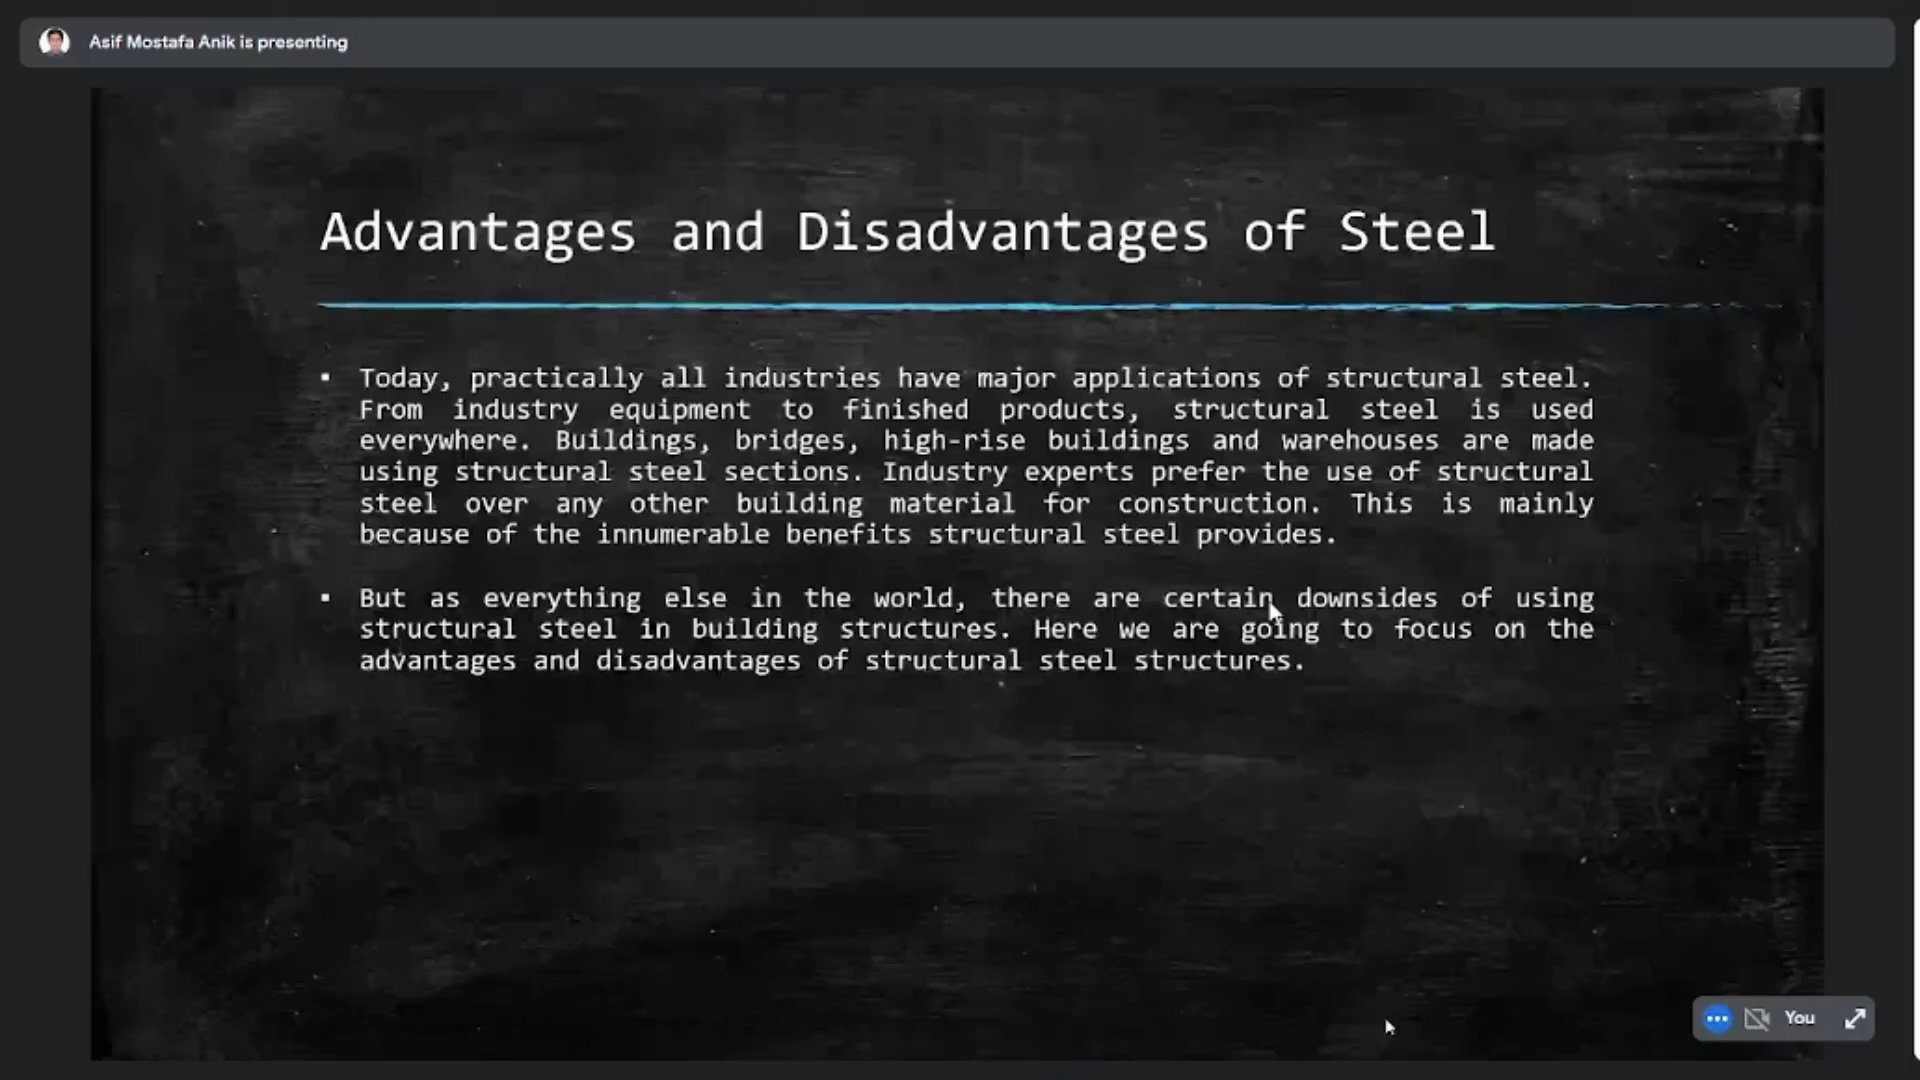 Asif Mostafa Anik is presenting
Advantages and Disadvantages of Steel
▪ Today, practically all industries have major applications of structural steel.
From industry equipment to finished products, structural steel is used
everywhere. Buildings, bridges, high-rise buildings and warehouses are made
using structural steel sections. Industry experts prefer the use of structural
steel over any other building material for construction. This is mainly
because of the innumerable benefits structural steel provides.
▪ But as everything else in the world, there are certain downsides of using
structural steel in building structures. Here we are going to focus on the
advantages and disadvantages of structural steel structures.
You